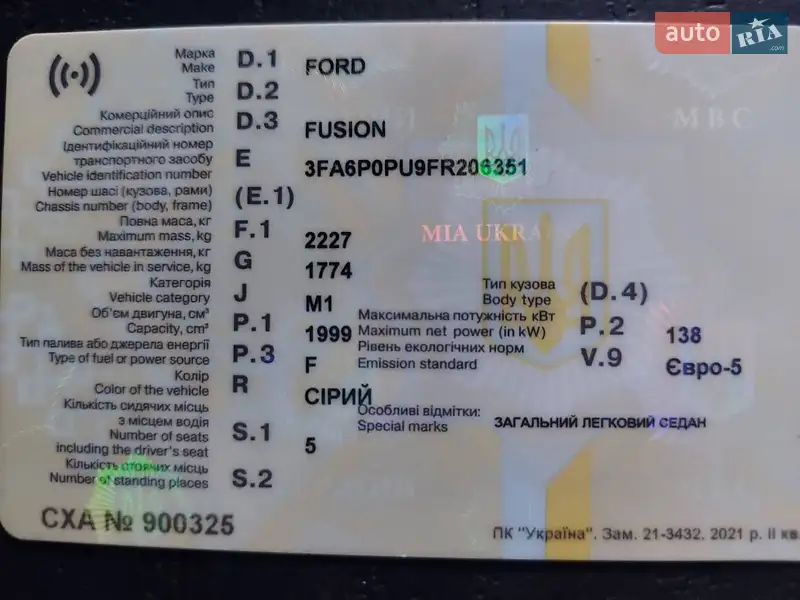 auto RIA.com
Марка D.1 FORD
Make
Тип D.2
Type
Комерційний опис D.3 FUSION
Commercial description
Ідентифікаційний номер
транспортного засобу E 3FA6P0PU9FR206351
Vehicle identification number
Номер шасі (кузова, рами) (E.1)
Chassis number (body, frame)
Повна маса, кг F.1 2227
Maximum mass, kg
Маса без навантаження, кг G 1774
Mass of the vehicle in service, kg
Категорія J M1
Vehicle category
Об'єм двигуна, см³ P.1 1999
Capacity, cm³
Тип палива або джерела енергії P.3 F
Type of fuel or power source
Колір R СІРИЙ
Color of the vehicle
Кількість сидячих місць
з місцем водія S.1 5
Number of seats
including the driver's seat
Кількість стоячих місць S.2
Number of standing places
МВС
MIA UKRA
Тип кузова (D.4)
Body type
Максимальна потужність кВт P.2 138
Maximum net power (in kW)
Рівень екологічних норм V.9 Євро-5
Emission standard
Особливі відмітки: ЗАГАЛЬНИЙ ЛЕГКОВИЙ СЕДАН
Special marks
СХА № 900325
ПК "Україна". Зам. 21-3432. 2021 р. ІІ кв.